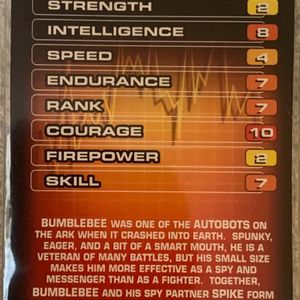 STRENGTH 2
INTELLIGENCE 8
SPEED 4
ENDURANCE 7
RANK 7
COURAGE 10
FIREPOWER 2
SKILL 7
BUMBLEBEE WAS ONE OF THE AUTOBOTS ON
THE ARK WHEN IT CRASHED INTO EARTH. SPUNKY,
EAGER, AND A BIT OF A SMART MOUTH, HE IS A
VETERAN OF MANY BATTLES, BUT HIS SMALL SIZE
MAKES HIM MORE EFFECTIVE AS A SPY AND
MESSENGER THAN AS A FIGHTER. TOGETHER,
BUMBLEBEE AND HIS SPY PARTNER SPIKE FORM